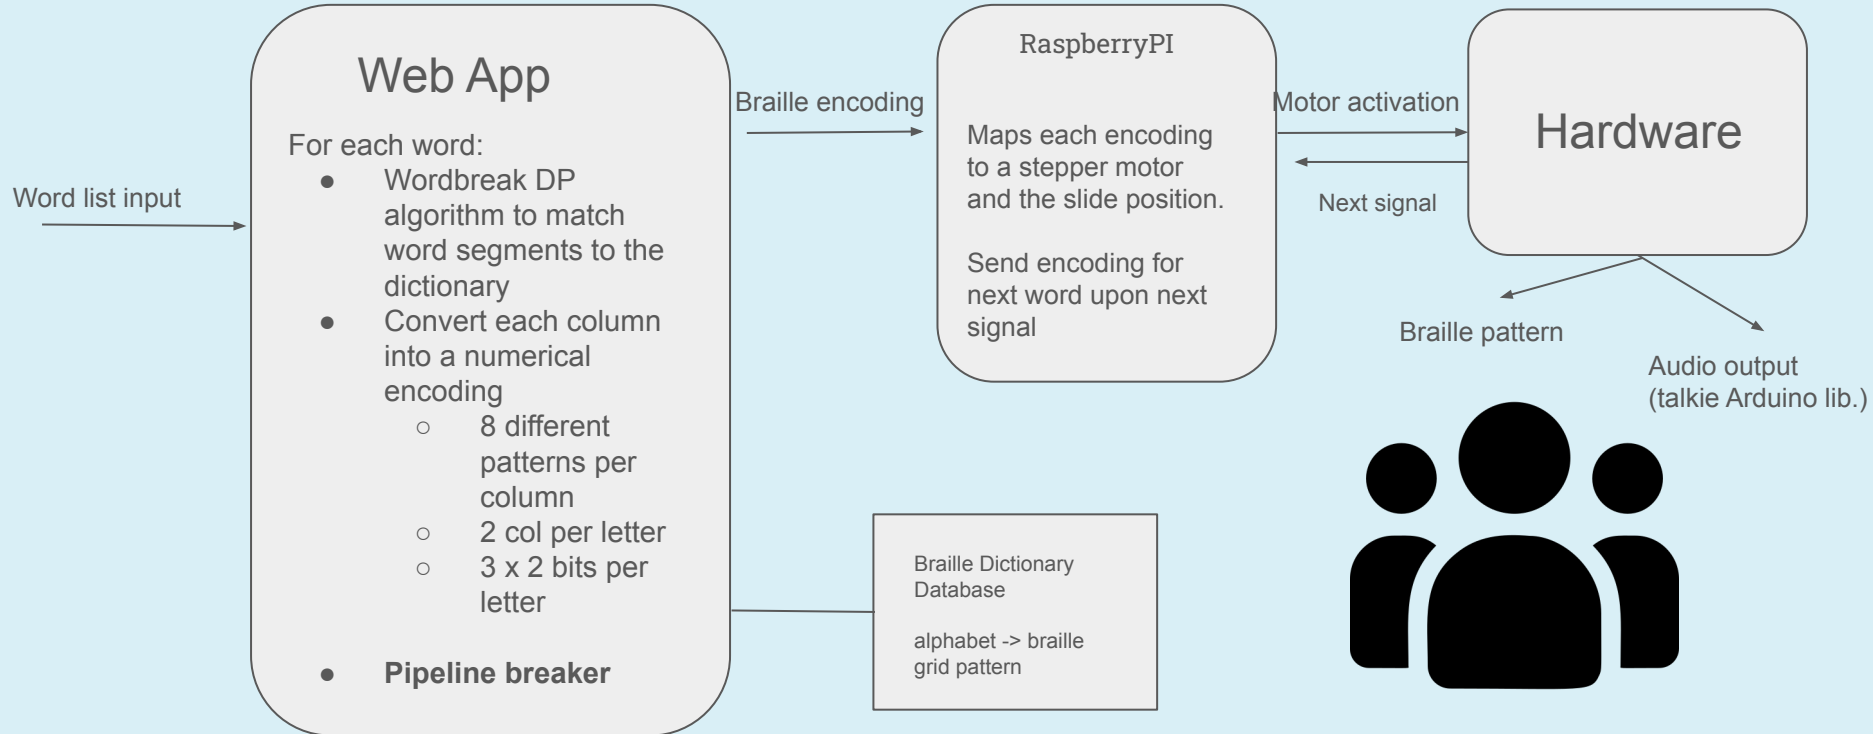 Word list input
Web App
For each word:
● Wordbreak DP
algorithm to match
word segments to the
dictionary
● Convert each column
into a numerical
encoding
○ 8 different
patterns per
column
○ 2 col per letter
○ 3 x 2 bits per
letter
● Pipeline breaker
Braille encoding
RaspberryPI
Maps each encoding
to a stepper motor
and the slide position.
Send encoding for
next word upon next
signal
Motor activation
Next signal
Hardware
Braille pattern
Audio output
(talkie Arduino lib.)
Braille Dictionary
Database
alphabet -> braille
grid pattern